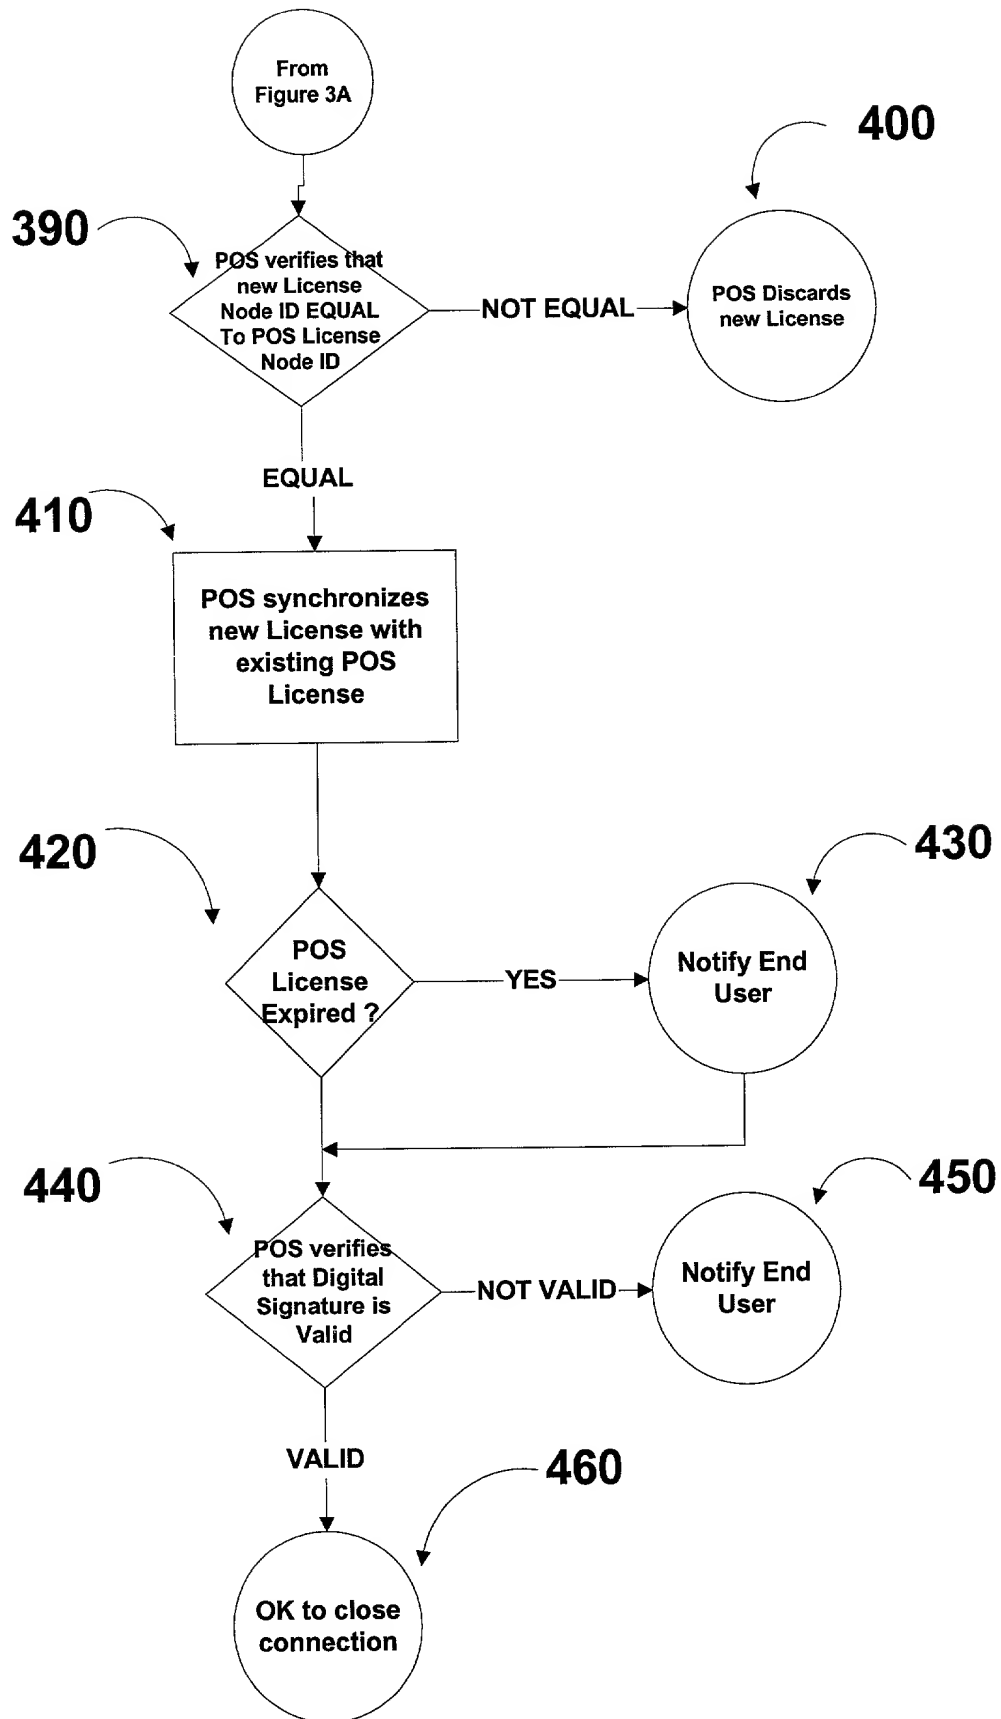 From
Figure 3A
400
390
POS verifies that
new License
Node ID EQUAL
To POS License
Node ID
NOT EQUAL
POS Discards
new License
EQUAL
410
POS synchronizes
new License with
existing POS
License
420
430
POS
License
Expired ?
YES
Notify End
User
440
450
POS verifies
that Digital
Signature is
Valid
NOT VALID
Notify End
User
VALID
460
OK to close
connection